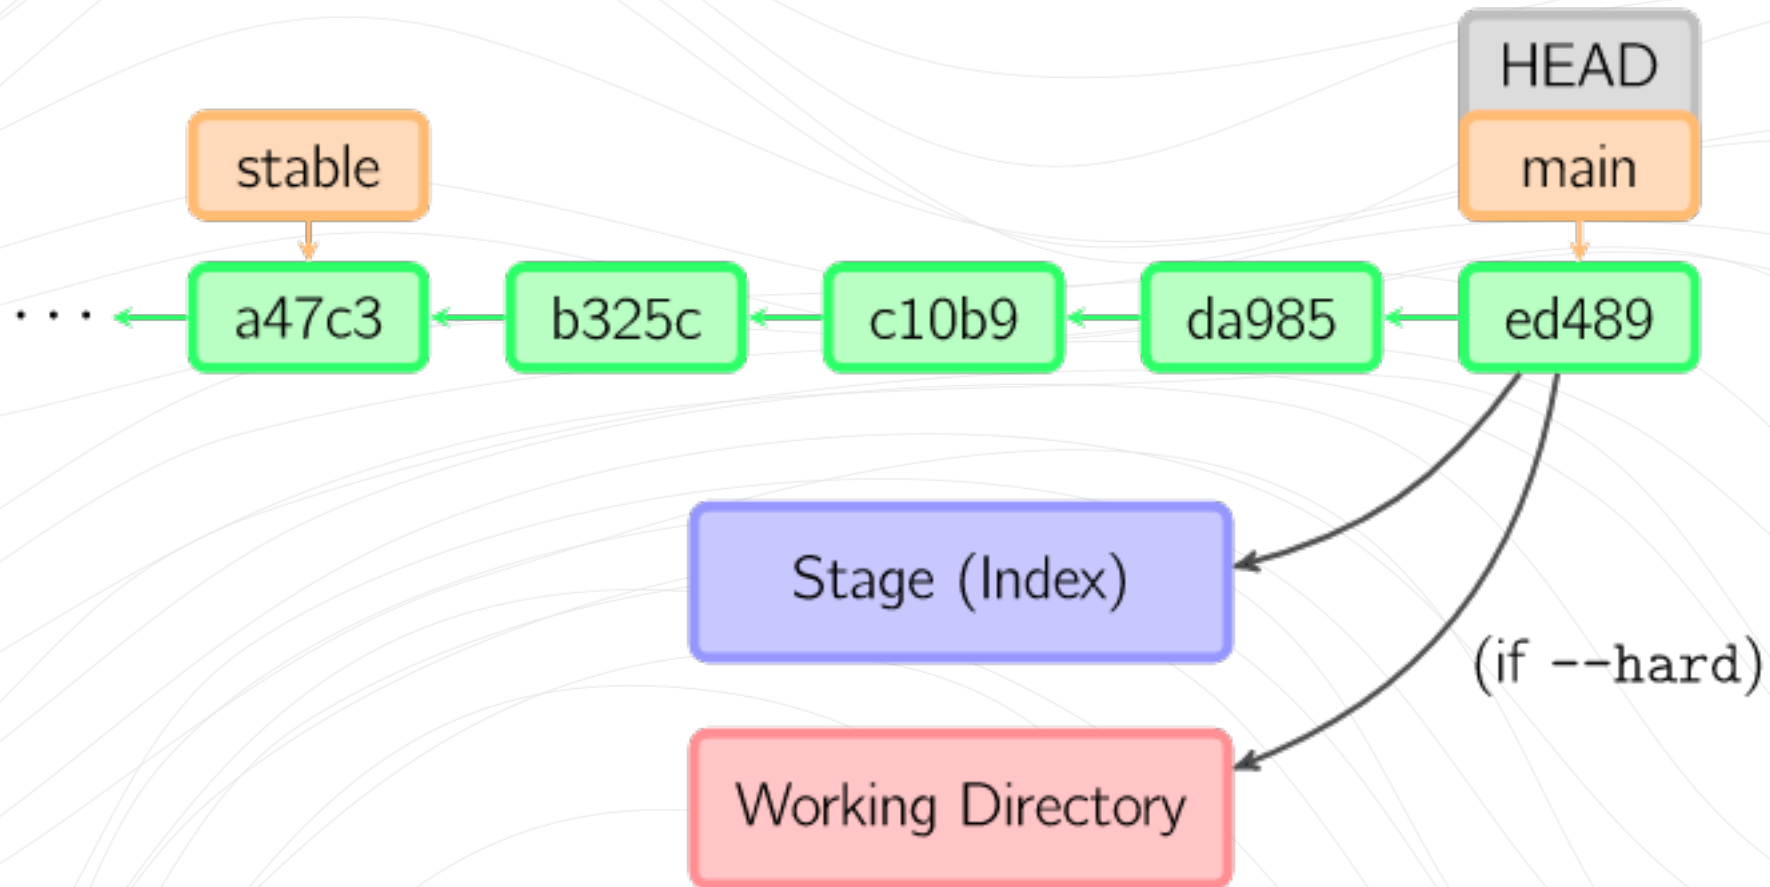 HEAD
stable
main
... a47c3 b325c c10b9 da985 ed489
Stage (Index)
(if --hard)
Working Directory